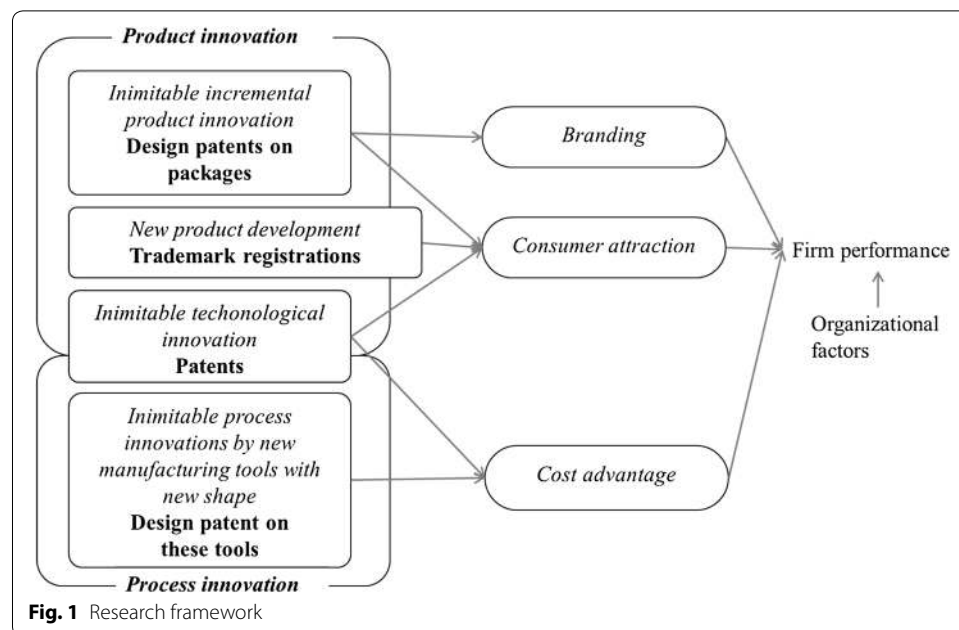 Product innovation
Inimitable incremental
product innovation
Design patents on
packages
New product development
Trademark registrations
Inimitable techonological
innovation
Patents
Inimitable process
innovations by new
manufacturing tools with
new shape
Design patent on
these tools
Process innovation
Branding
Consumer attraction
Cost advantage
Firm performance
Organizational
factors
Fig. 1 Research framework